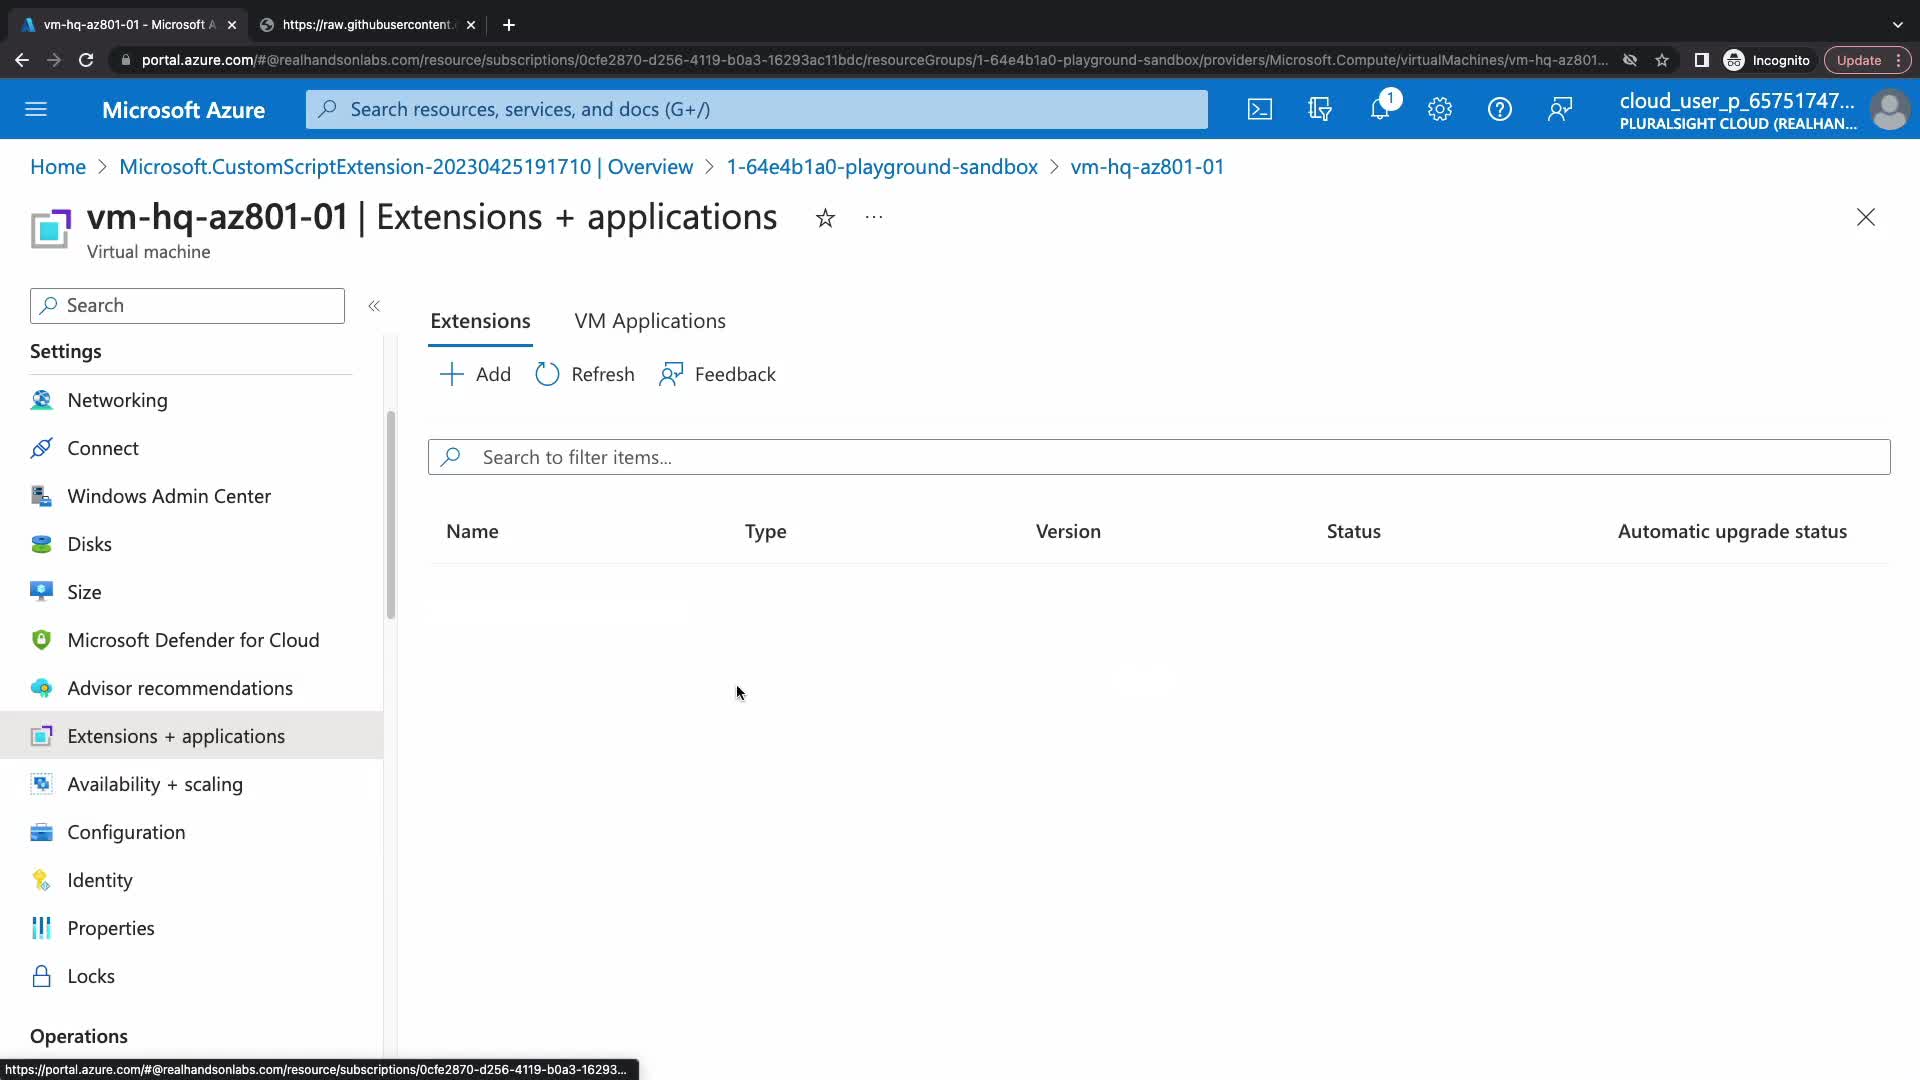 vm-hq-az801-01 - Microsoft A
https://raw.githubusercontent.
portal.azure.com/#@realhandsonlabs.com/resource/subscriptions/0cfe2870-d256-4119-b0a3-16293ac11bdc/resourceGroups/1-64e4b1a0-playground-sandbox/providers/Microsoft.Compute/virtualMachines/vm-hq-az801...
Incognito
Update
Microsoft Azure
Search resources, services, and docs (G+/)
1
cloud_user_p_65751747...
PLURALSIGHT CLOUD (REALHAN...
Home > Microsoft.CustomScriptExtension-20230425191710 | Overview > 1-64e4b1a0-playground-sandbox > vm-hq-az801-01
vm-hq-az801-01 | Extensions + applications
Virtual machine
Search
Settings
Networking
Connect
Windows Admin Center
Disks
Size
Microsoft Defender for Cloud
Advisor recommendations
Extensions + applications
Availability + scaling
Configuration
Identity
Properties
Locks
Operations
Extensions VM Applications
Add Refresh Feedback
Search to filter items...
Name Type Version Status Automatic upgrade status
https://portal.azure.com/#@realhandsonlabs.com/resource/subscriptions/0cfe2870-d256-4119-b0a3-16293...